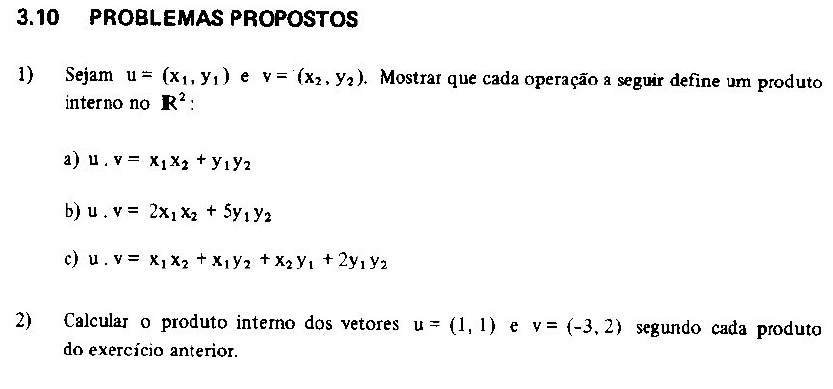 3.10 PROBLEMAS PROPOSTOS
1) Sejam u = (x₁, y₁) e v = (x₂, y₂). Mostrar que cada operação a seguir define um produto
interno no ℝ²:
a) u . v = x₁x₂ + y₁y₂
b) u . v = 2x₁x₂ + 5y₁y₂
c) u . v = x₁x₂ + x₁y₂ + x₂y₁ + 2y₁y₂
2) Calcular o produto interno dos vetores u = (1, 1) e v = (-3, 2) segundo cada produto
do exercício anterior.